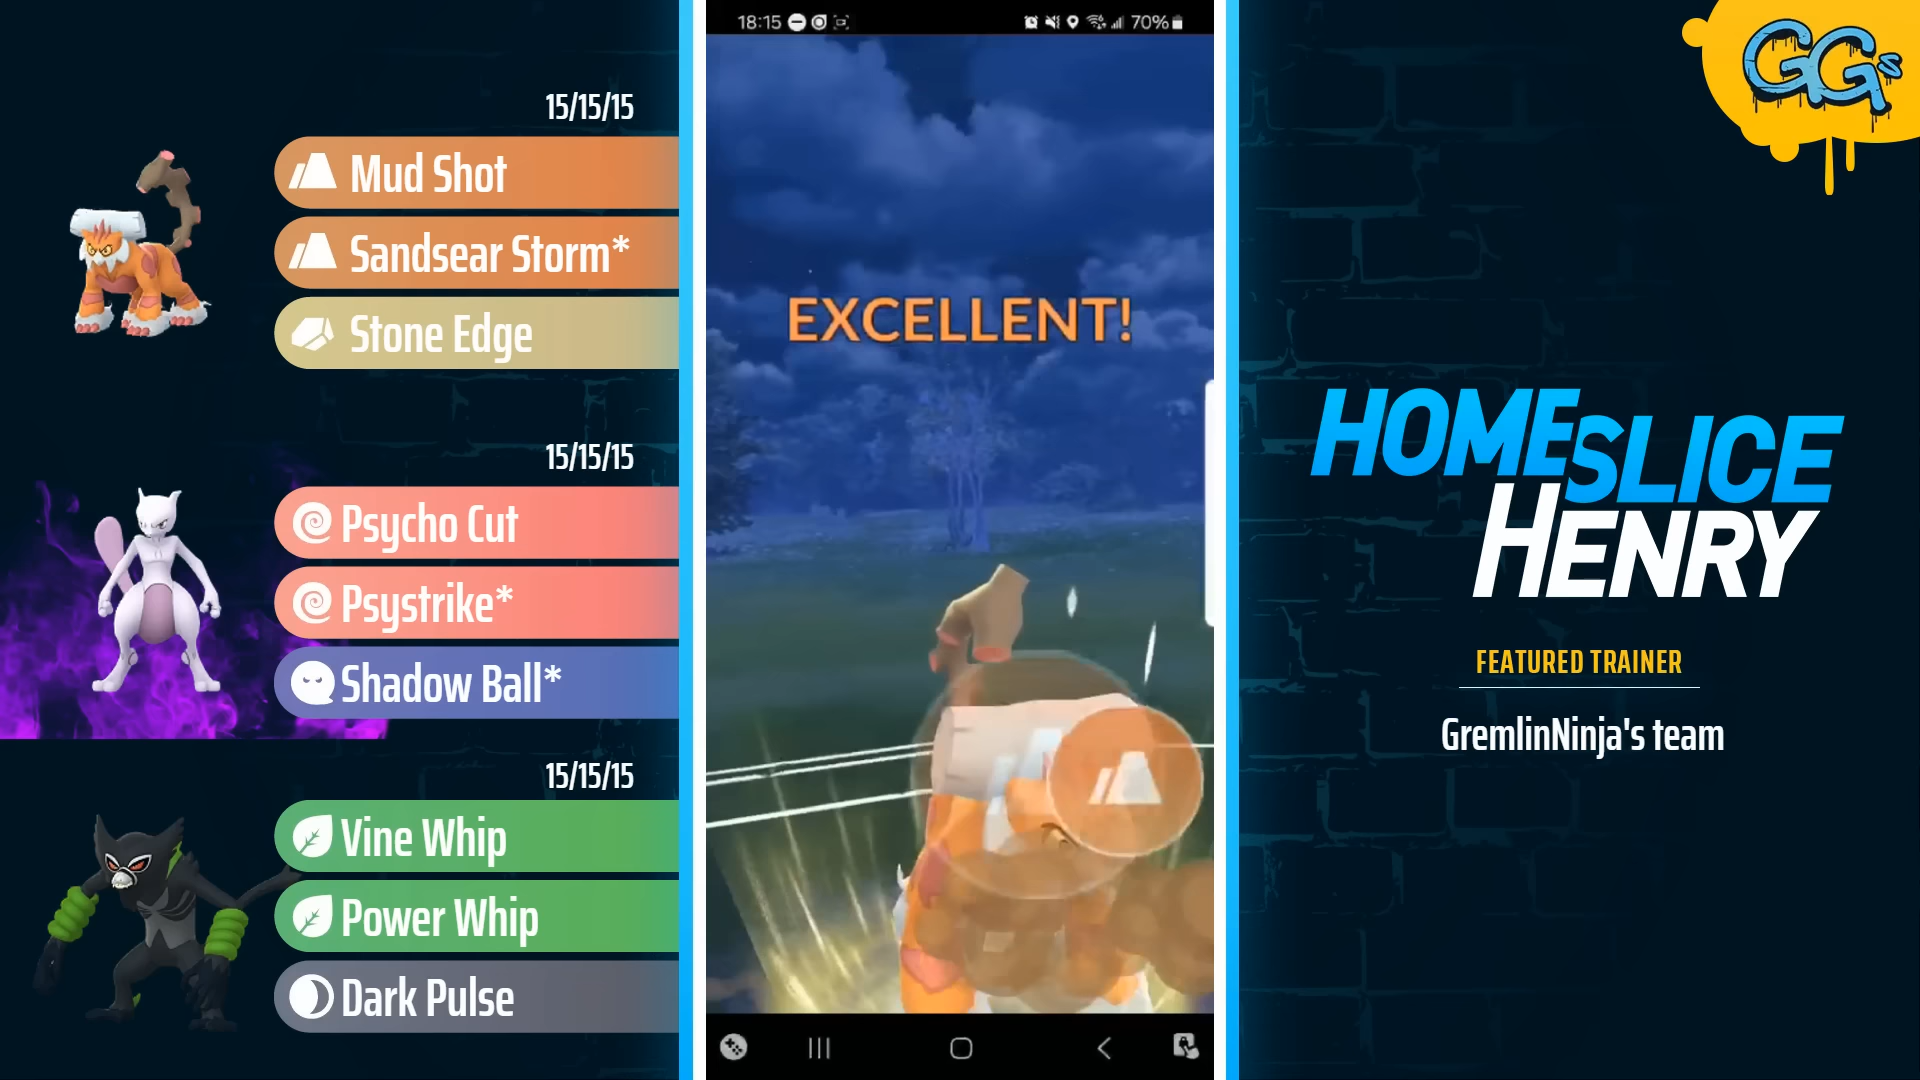 15/15/15
Mud Shot
Sandsear Storm*
Stone Edge
15/15/15
Psycho Cut
Psystrike*
Shadow Ball*
15/15/15
Vine Whip
Power Whip
Dark Pulse
18:15
70%
EXCELLENT!
GGs
HOMESLICE
HENRY
FEATURED TRAINER
GremlinNinja's team